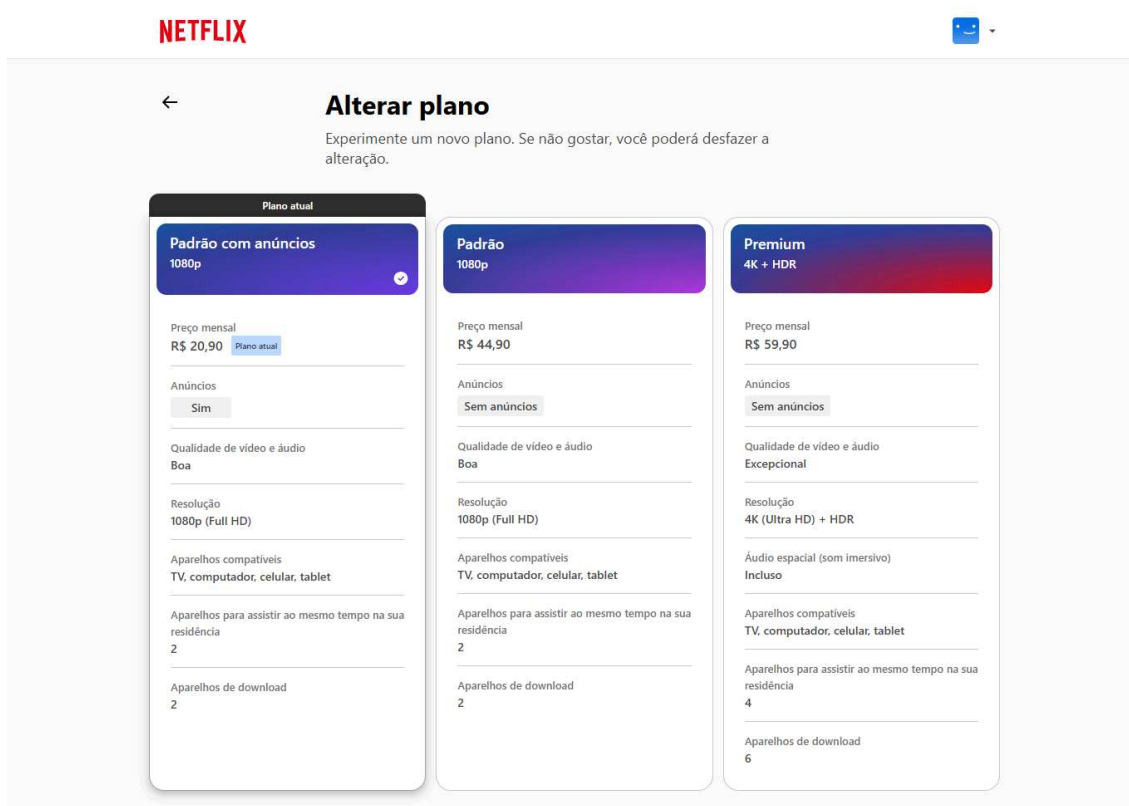 NETFLIX
Alterar plano
Experimente um novo plano. Se não gostar, você poderá desfazer a
alteração.
Plano atual
Padrão com anúncios
1080p
Preço mensal
R$ 20,90 Plano atual
Anúncios
Sim
Qualidade de vídeo e áudio
Boa
Resolução
1080p (Full HD)
Aparelhos compatíveis
TV, computador, celular, tablet
Aparelhos para assistir ao mesmo tempo na sua
residência
2
Aparelhos de download
2
Padrão
1080p
Preço mensal
R$ 44,90
Anúncios
Sem anúncios
Qualidade de vídeo e áudio
Boa
Resolução
1080p (Full HD)
Aparelhos compatíveis
TV, computador, celular, tablet
Aparelhos para assistir ao mesmo tempo na sua
residência
2
Aparelhos de download
2
Premium
4K + HDR
Preço mensal
R$ 59,90
Anúncios
Sem anúncios
Qualidade de vídeo e áudio
Excepcional
Resolução
4K (Ultra HD) + HDR
Áudio espacial (som imersivo)
Incluso
Aparelhos compatíveis
TV, computador, celular, tablet
Aparelhos para assistir ao mesmo tempo na sua
residência
4
Aparelhos de download
6